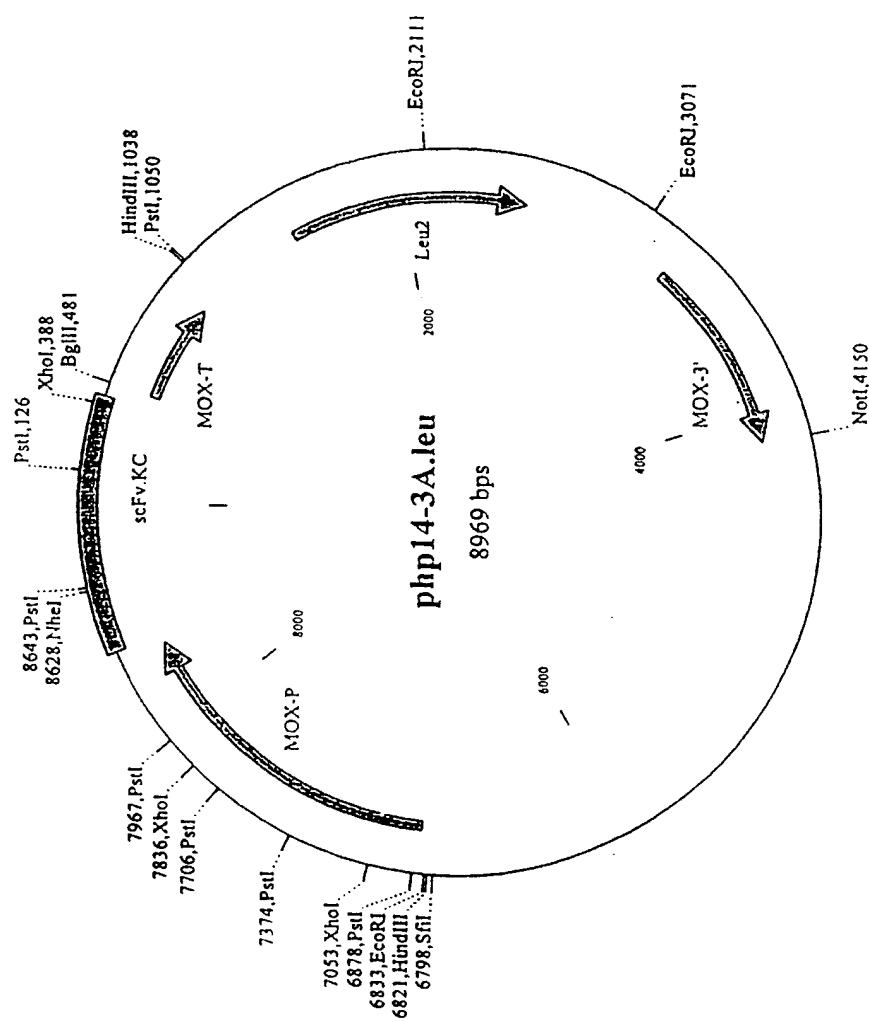 EcoRI,2111
EcoRI,3071
HindIII,1038
PstI,1050
XhoI,388
BglII,481
PstI,126
NotI,4150
Leu2
2000
MOX-T
MOX-3'
4000
scFv.KC
php14-3A.leu
8969 bps
8643,PstI
8628,NheI
8000
MOX-P
6000
7967,PstI
7836,XhoI
7706,PstI
7374,PstI
7053,XhoI
6878,PstI
6833,EcoRI
6821,HindIII
6798,SfiI